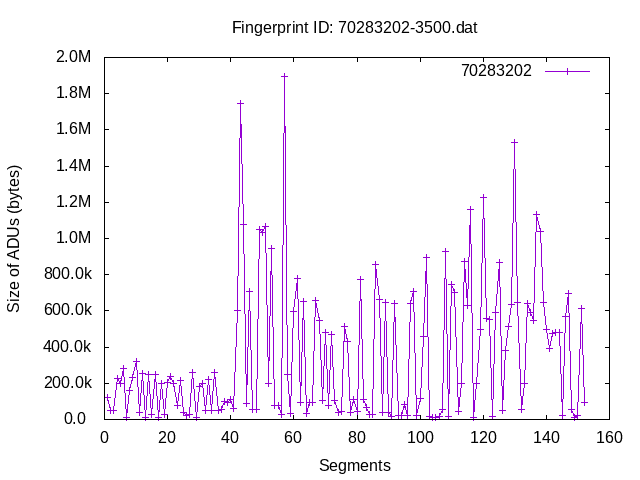 Fingerprint ID: 70283202-3500.dat
2.0M
70283202
1.8M
1.6M
1.4M
1.2M
1.0M
800.0k
600.0k
400.0k
200.0k
0.0
Size of ADUs (bytes)
0 20 40 60 80 100 120 140 160
Segments